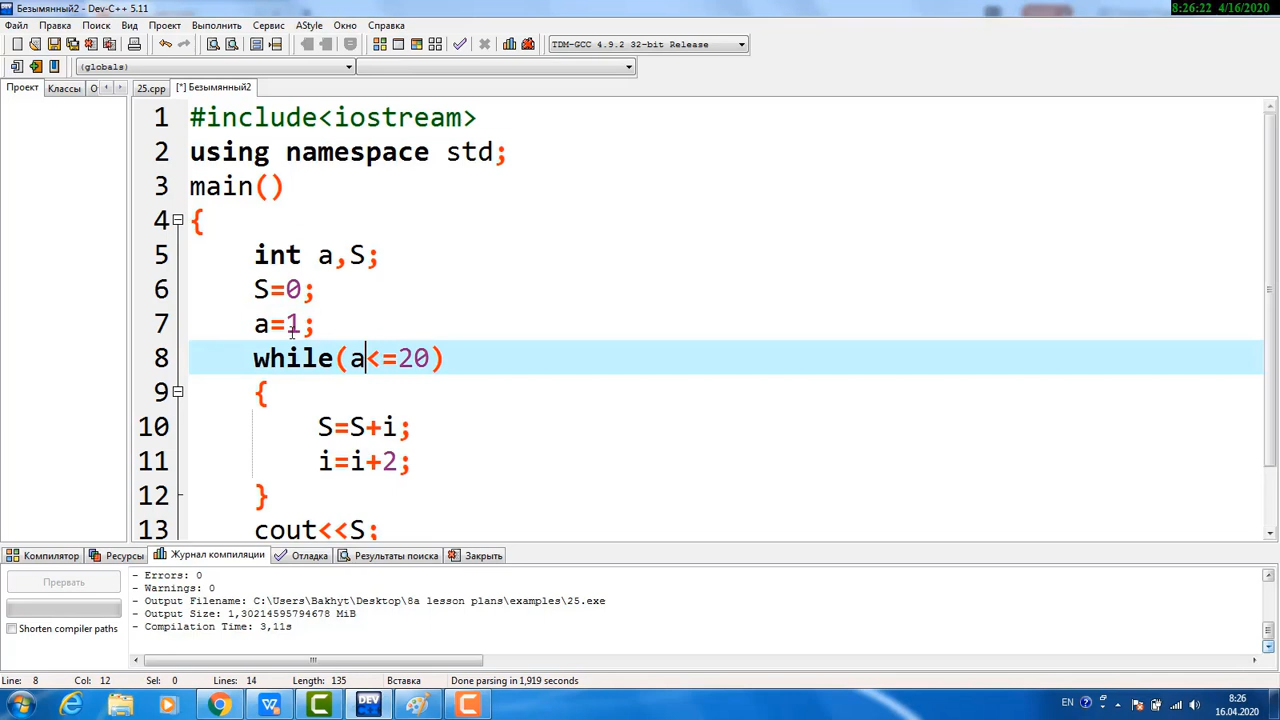 Безымянный2 - Dev-C++ 5.11
8:26:22 4/16/2020
Файл Правка Поиск Вид Проект Выполнить Сервис AStyle Окно Справка
TDM-GCC 4.9.2 32-bit Release
(globals)
Проект Классы О
25.cpp [*] Безымянный2
1 #include<iostream>
2 using namespace std;
3 main()
4 {
5 int a,S;
6 S=0;
7 a=1;
8 while(a<=20)
9 {
10 S=S+i;
11 i=i+2;
12 }
13 cout<<S;
Компилятор Ресурсы Журнал компиляции Отладка Результаты поиска Закрыть
Прервать
Shorten compiler paths
- Errors: 0
- Warnings: 0
- Output Filename: C:\Users\Bakhyt\Desktop\8a lesson plans\examples\25.exe
- Output Size: 1,30214595794678 MiB
- Compilation Time: 3,11s
Line: 8 Col: 12 Sel: 0 Lines: 14 Length: 135 Вставка Done parsing in 1,919 seconds
DEV
EN
8:26
16.04.2020